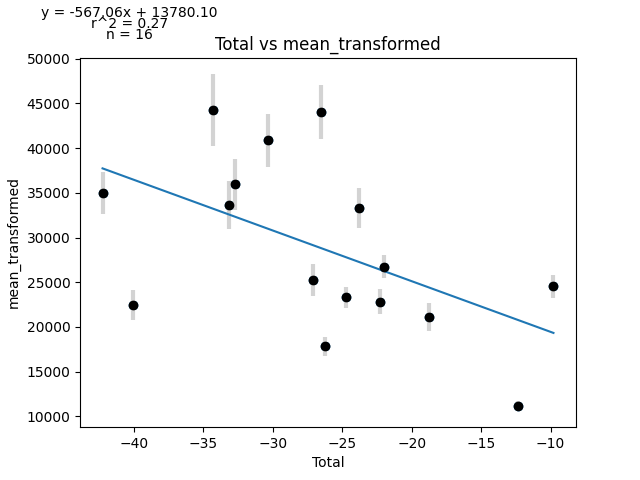 y = -567.06x + 13780.10
r^2 = 0.27
n = 16
Total vs mean_transformed
50000
45000
40000
35000
30000
25000
20000
15000
10000
mean_transformed
−40
−35
−30
−25
−20
−15
−10
Total